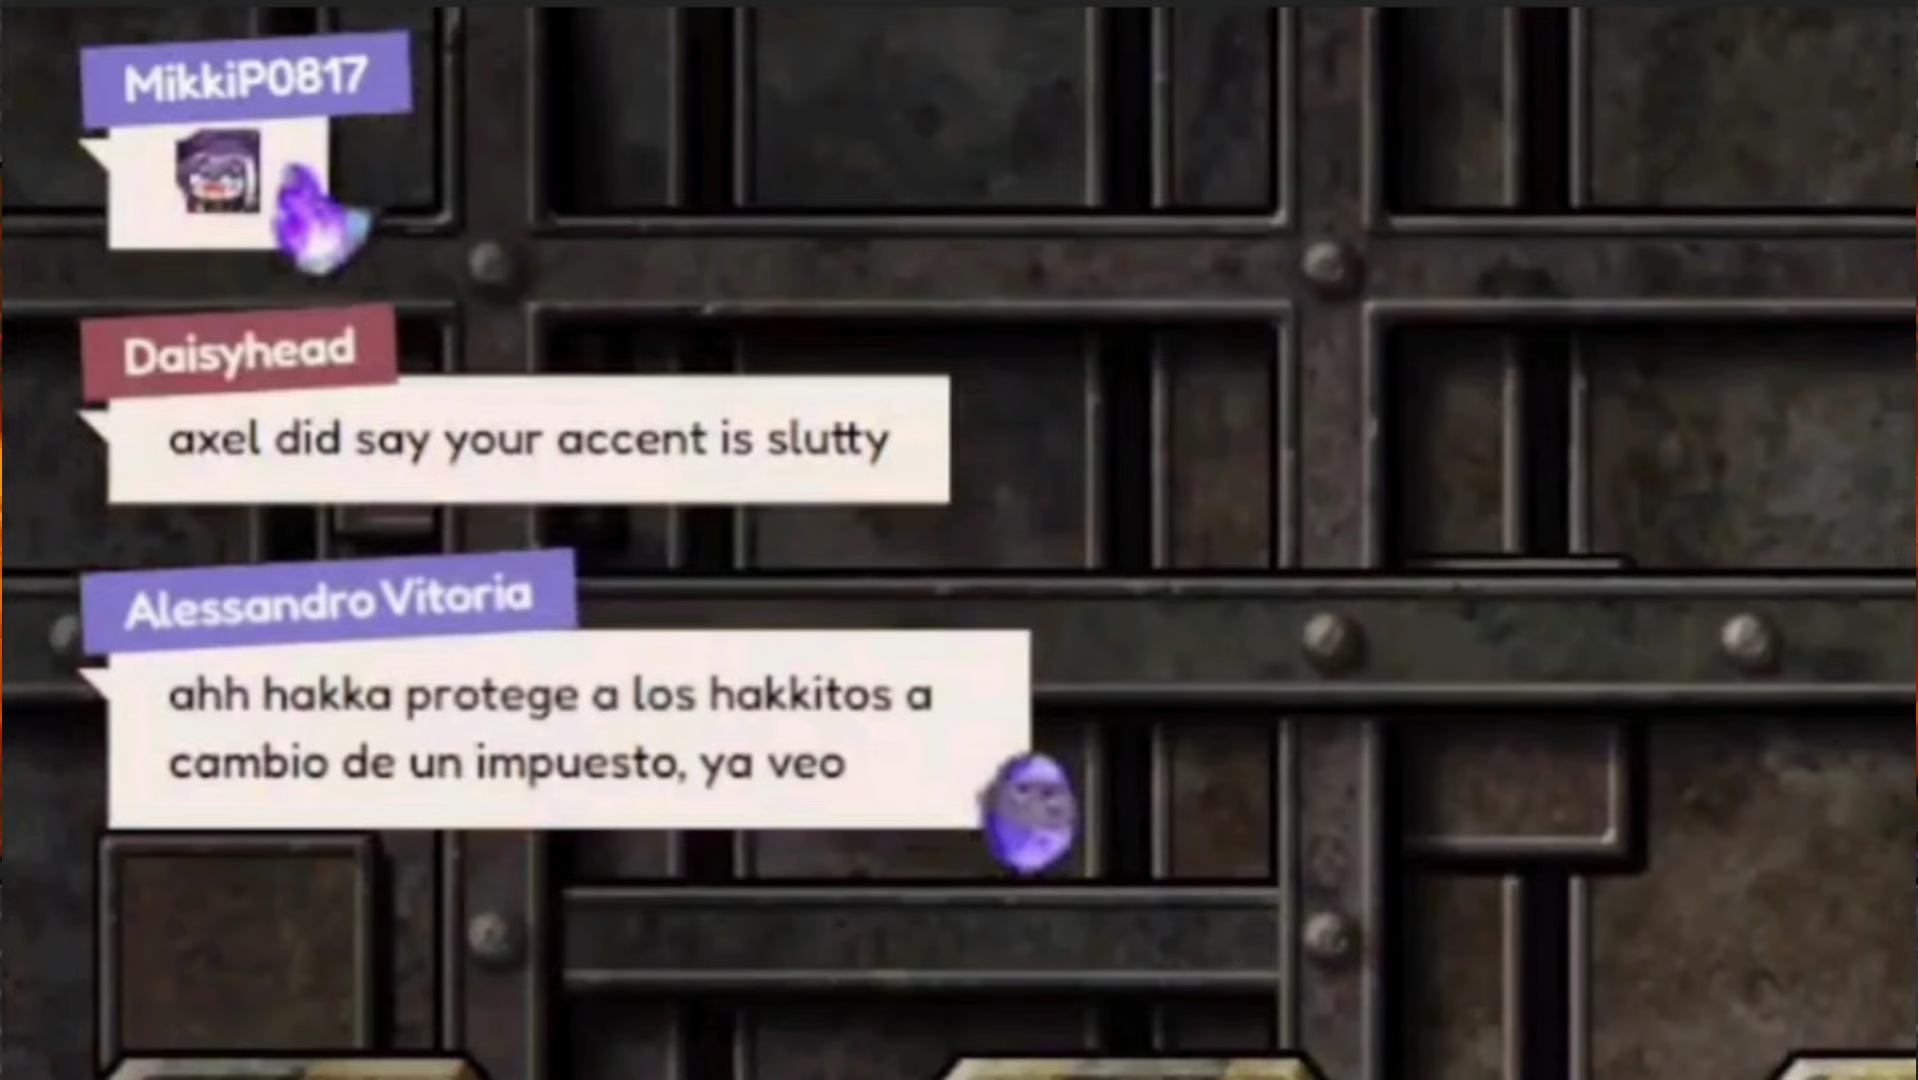 MikkiP0817
Daisyhead
axel did say your accent is slutty
Alessandro Vitoria
ahh hakka protege a los hakkitos a
cambio de un impuesto, ya veo